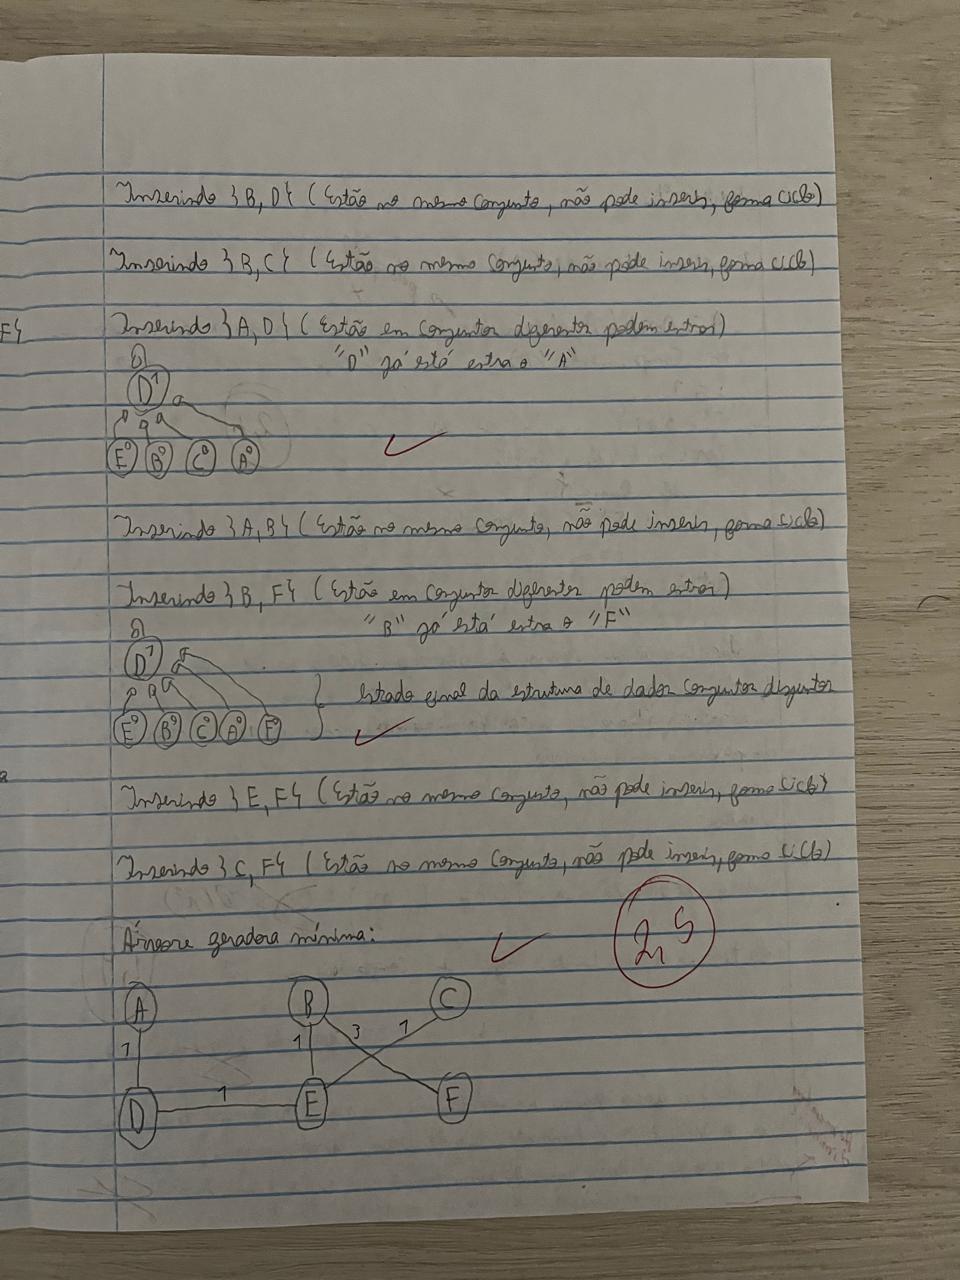 Inserindo }B, D{ (Estão no mesmo conjunto, não pode inserir, forma ciclo)
Inserindo }B, C{ (Estão no mesmo conjunto, não pode inserir, forma ciclo)
F{
Inserindo }A, D{ (Estão em conjuntos diferentes podem entrar)
"D" já está entra o "A"
D1
E0 B0 C0 A0
Inserindo }A, B{ (Estão no mesmo conjunto, não pode inserir, forma ciclo)
Inserindo }B, F{ (Estão em conjuntos diferentes podem entrar)
"B" já está entra o "F"
D1
E0 B0 C0 A0 F0 } estado final da estrutura de dados conjuntos disjuntos
Inserindo }E, F{ (Estão no mesmo conjunto, não pode inserir, forma ciclo)
Inserindo }C, F{ (Estão no mesmo conjunto, não pode inserir, forma ciclo)
Árvore geradora mínima:
2,5
A B C
1 1 3 1
1
D E F